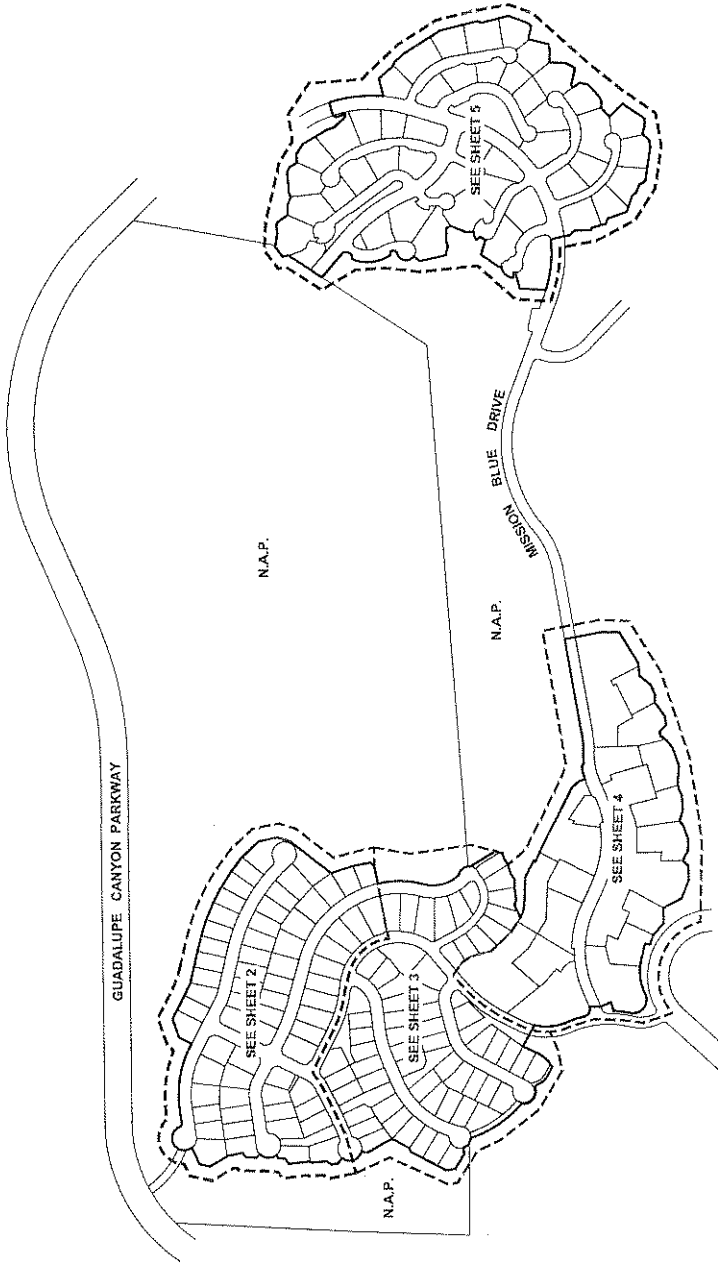 GUADALUPE CANYON PARKWAY
N.A.P.
N.A.P.
N.A.P.
MISSION BLUE DRIVE
SEE SHEET 2
SEE SHEET 3
SEE SHEET 4
SEE SHEET 5